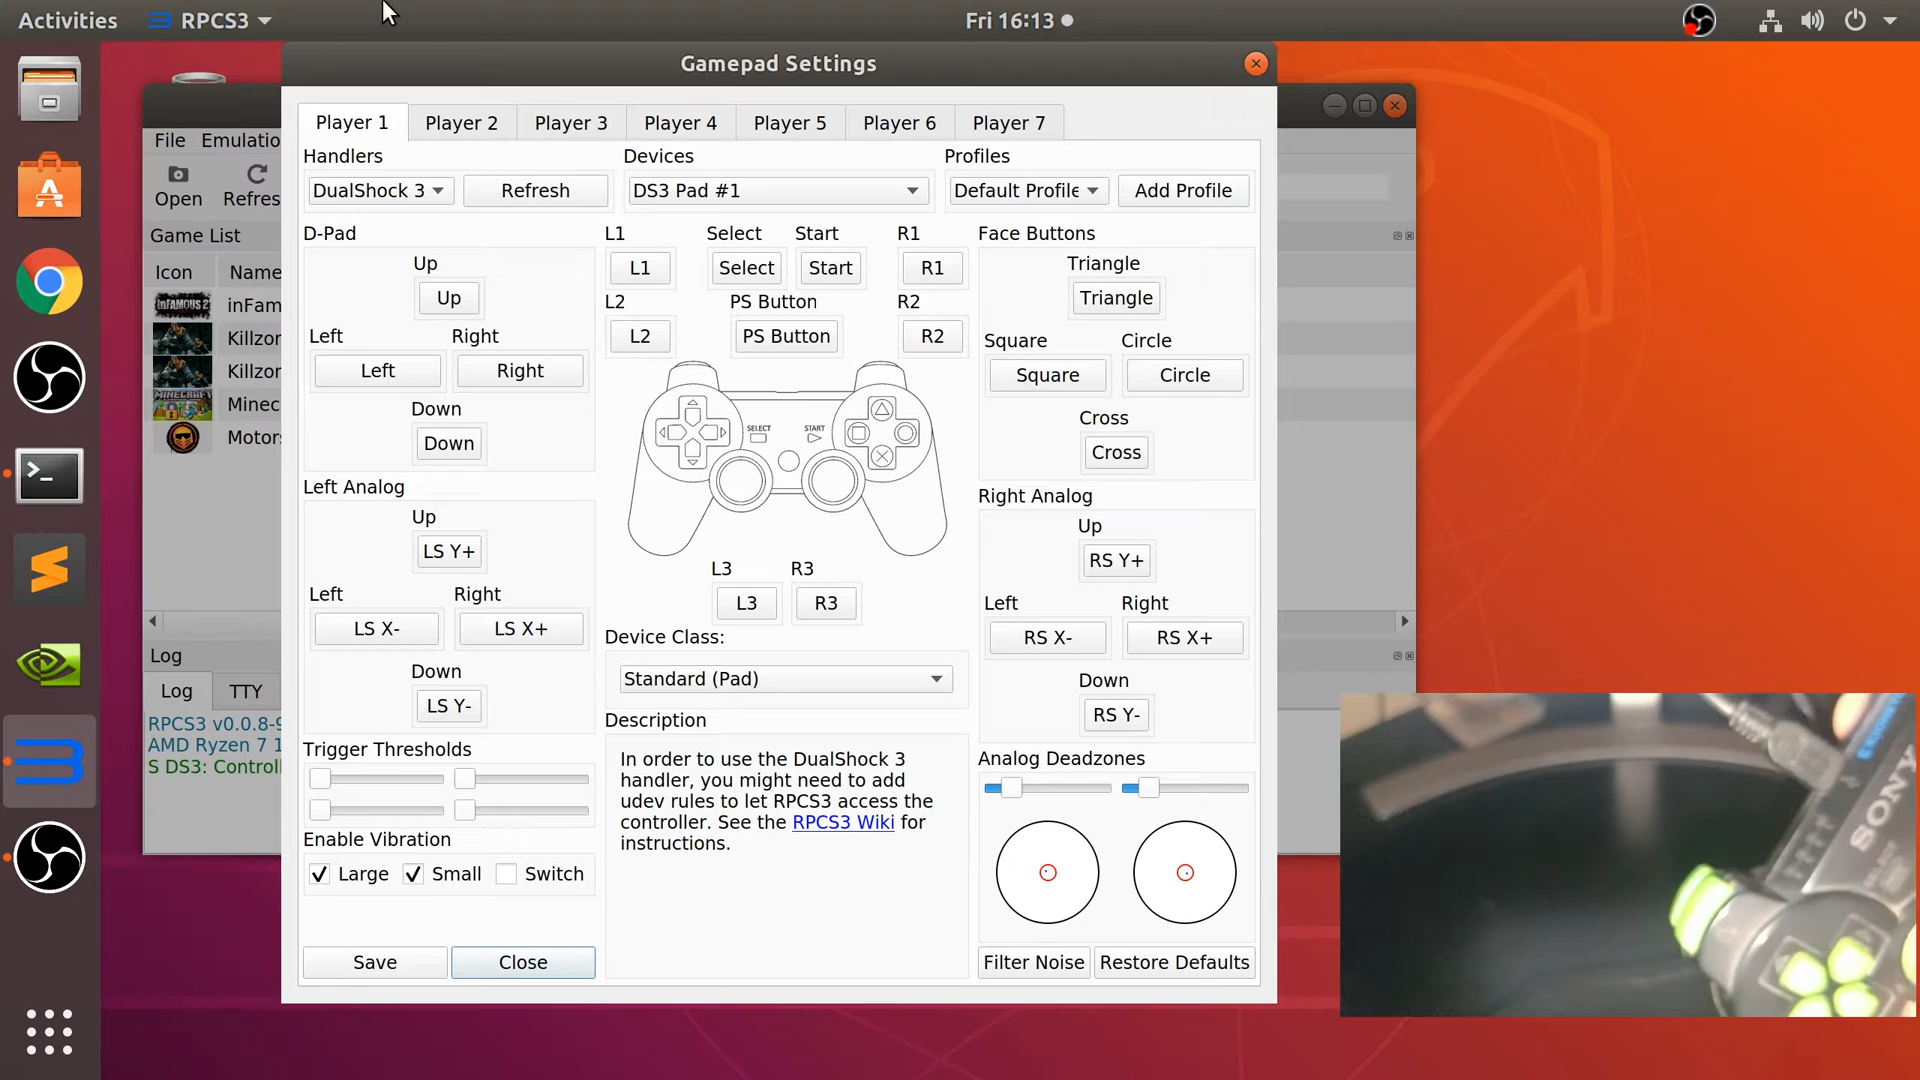 Activities
RPCS3
Fri 16:13
Gamepad Settings
Player 1
Player 2
Player 3
Player 4
Player 5
Player 6
Player 7
File
Emulatio
Open
Refres
Game List
Icon
Name
inFam
Killzor
Killzor
Minec
Motors
Log
Log
TTY
RPCS3 v0.0.8-9
AMD Ryzen 7 1
S DS3: Controll
Handlers
DualShock 3
Refresh
Devices
DS3 Pad #1
Profiles
Default Profile
Add Profile
D-Pad
Up
Up
Left
Left
Right
Right
Down
Down
L1
L1
Select
Select
Start
Start
R1
R1
L2
L2
PS Button
PS Button
R2
R2
SELECT
START
Face Buttons
Triangle
Triangle
Square
Square
Circle
Circle
Cross
Cross
Left Analog
Up
LS Y+
Left
LS X-
Right
LS X+
Down
LS Y-
L3
L3
R3
R3
Device Class:
Standard (Pad)
Right Analog
Up
RS Y+
Left
RS X-
Right
RS X+
Down
RS Y-
Trigger Thresholds
Enable Vibration
Large
Small
Switch
Description
In order to use the DualShock 3
handler, you might need to add
udev rules to let RPCS3 access the
controller. See the RPCS3 Wiki for
instructions.
Analog Deadzones
Save
Close
Filter Noise
Restore Defaults
INFAMOUS 2
MINECRAFT
SONY